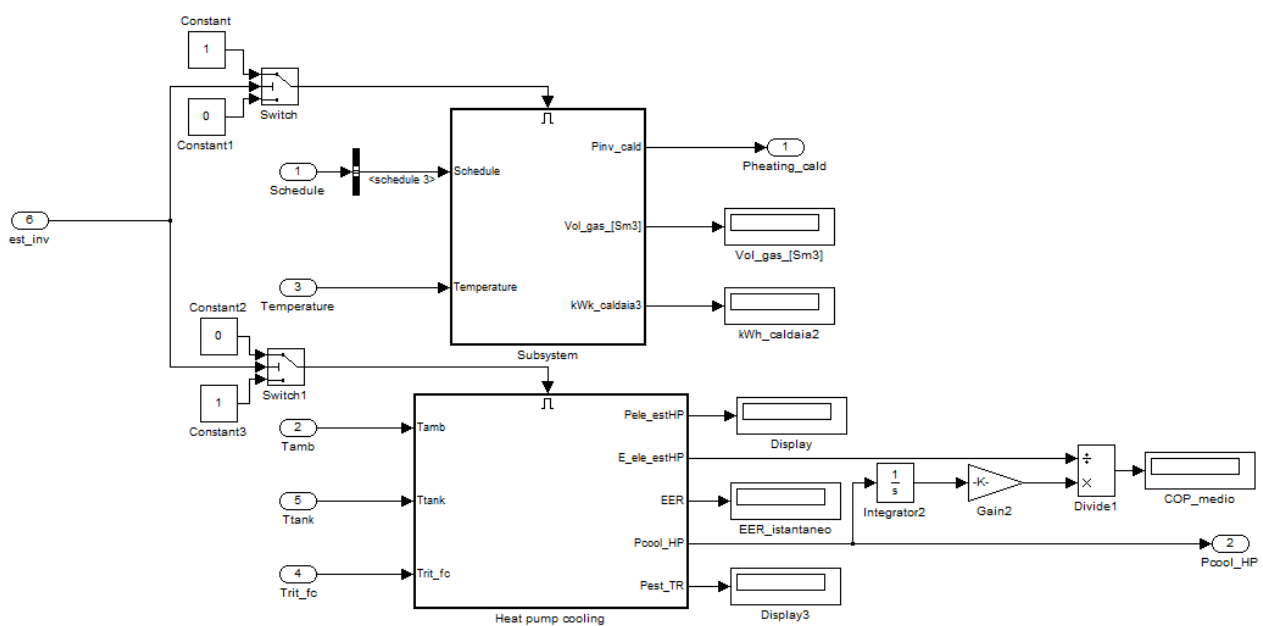 Constant
1
Switch
0
Constant1
1
Schedule
<schedule 3>
6
est_inv
3
Temperature
Schedule
Temperature
Pinv_cald
Vol_gas_[Sm3]
kWk_caldaia3
Subsystem
1
Pheating_cald
Vol_gas_[Sm3]
kWh_caldaia2
Constant2
0
Switch1
1
Constant3
2
Tamb
5
Ttank
4
Trit_fc
Tamb
Ttank
Trit_fc
Pele_estHP
E_ele_estHP
EER
Pcool_HP
Pest_TR
Heat pump cooling
Display
EER_istantaneo
Display3
1
s
Integrator2
-K-
Gain2
÷
×
Divide1
COP_medio
2
Pcool_HP